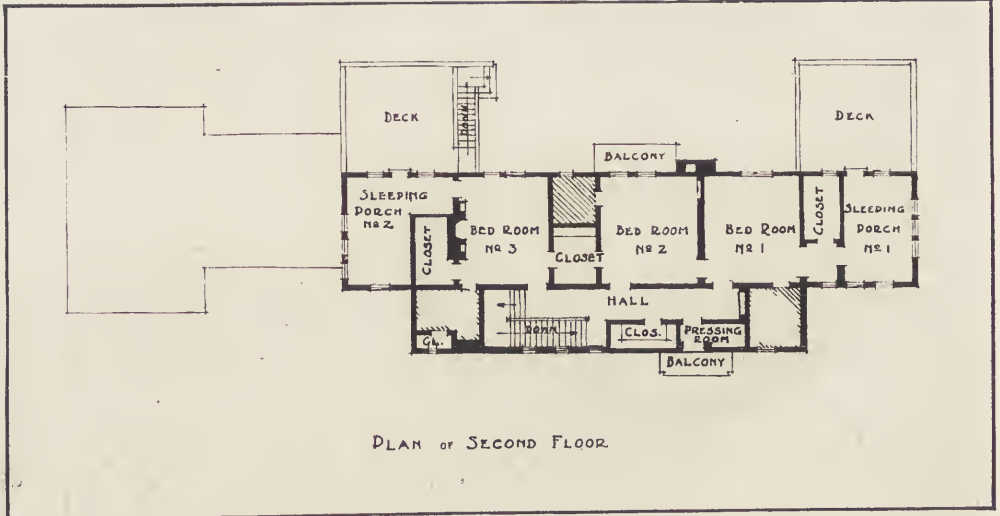 DECK
DOWN
DECK
BALCONY
SLEEPING
PORCH
Nº 2
CLOSET
BED ROOM
Nº 3
CLOSET
BED ROOM
Nº 2
BED ROOM
Nº 1
CLOSET
SLEEPING
PORCH
Nº 1
HALL
DOWN
CLOS.
PRESSING
ROOM
CL.
BALCONY
PLAN OF SECOND FLOOR